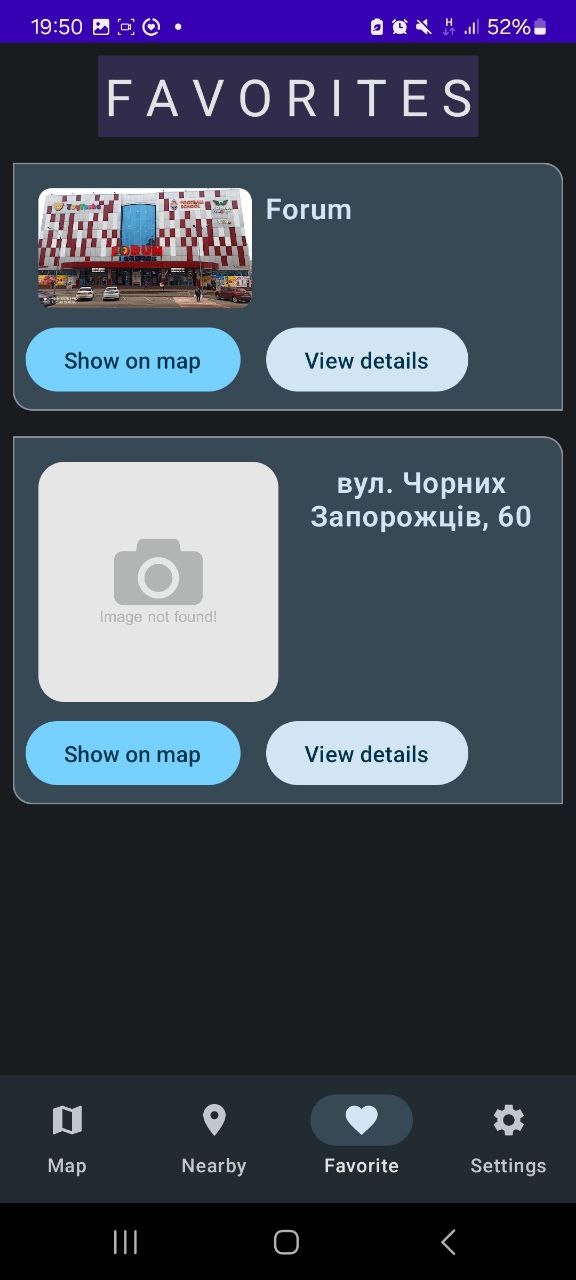 19:50
H
52%
FAVORITES
FORUM
Forum
Show on map
View details
Image not found!
вул. Чорних
Запорожців, 60
Show on map
View details
Map
Nearby
Favorite
Settings